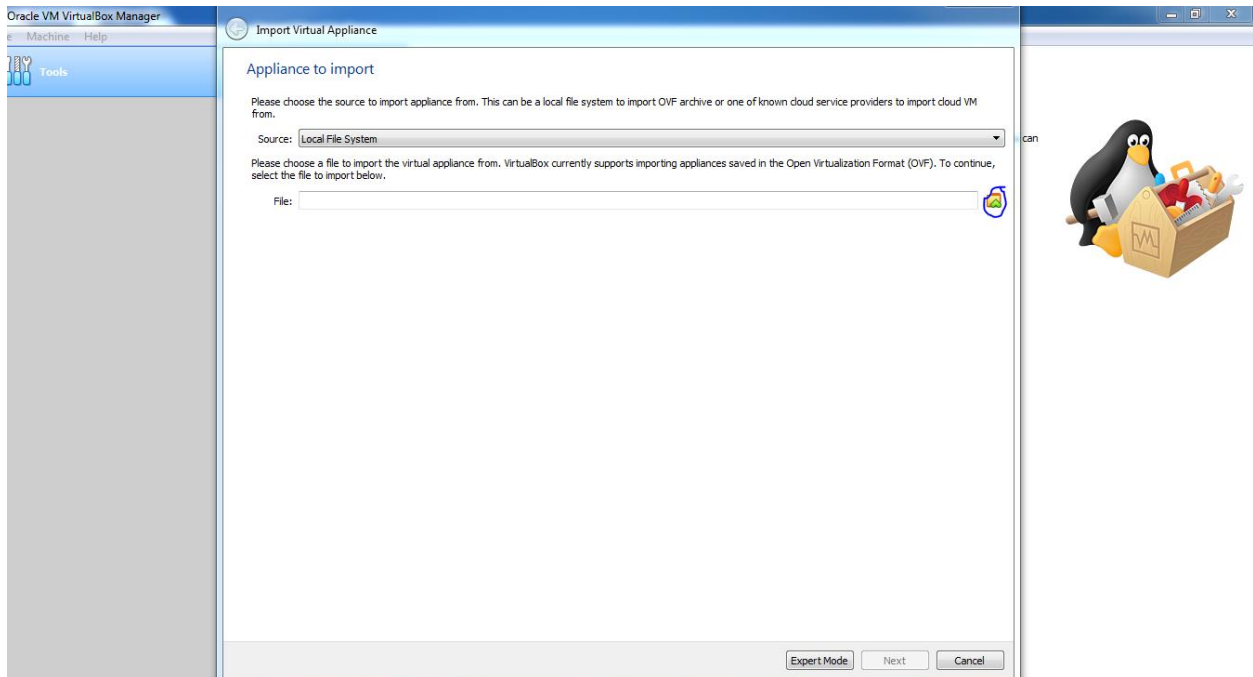 Oracle VM VirtualBox Manager
Machine Help
Tools
Import Virtual Appliance
Appliance to import
Please choose the source to import appliance from. This can be a local file system to import OVF archive or one of known cloud service providers to import cloud VM
from.
Source: Local File System
can
Please choose a file to import the virtual appliance from. VirtualBox currently supports importing appliances saved in the Open Virtualization Format (OVF). To continue,
select the file to import below.
File:
Expert Mode Next Cancel